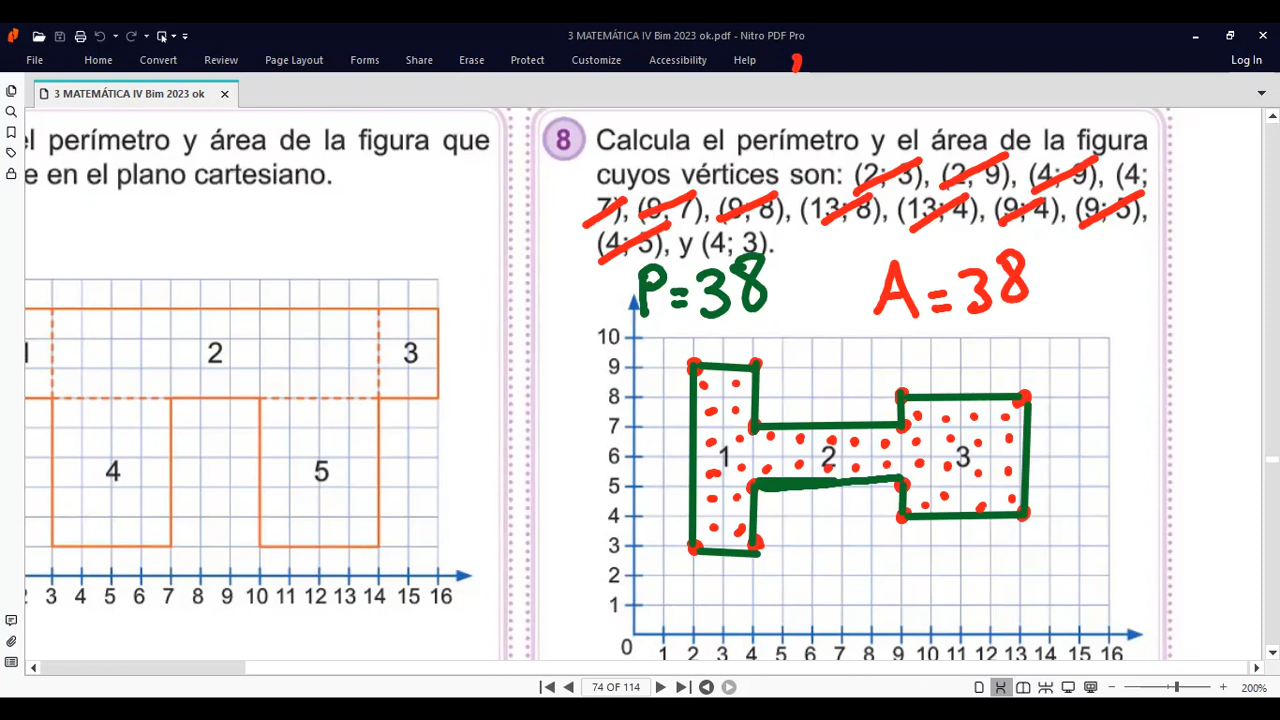 3 MATEMÁTICA IV Bim 2023 ok.pdf - Nitro PDF Pro
File Home Convert Review Page Layout Forms Share Erase Protect Customize Accessibility Help Log In
3 MATEMÁTICA IV Bim 2023 ok
el perímetro y área de la figura que
e en el plano cartesiano.
1 2 3
4 5
2 3 4 5 6 7 8 9 10 11 12 13 14 15 16
8 Calcula el perímetro y el área de la figura
cuyos vértices son: (2; 3), (2; 9), (4; 9), (4;
7), (9; 7), (9; 8), (13; 8), (13; 4), (9; 4), (9; 5),
(4; 5), y (4; 3).
P=38 A=38
10
9
8
7
6
5
4
3
2
1
1 2 3
0 1 2 3 4 5 6 7 8 9 10 11 12 13 14 15 16
74 OF 114
200%